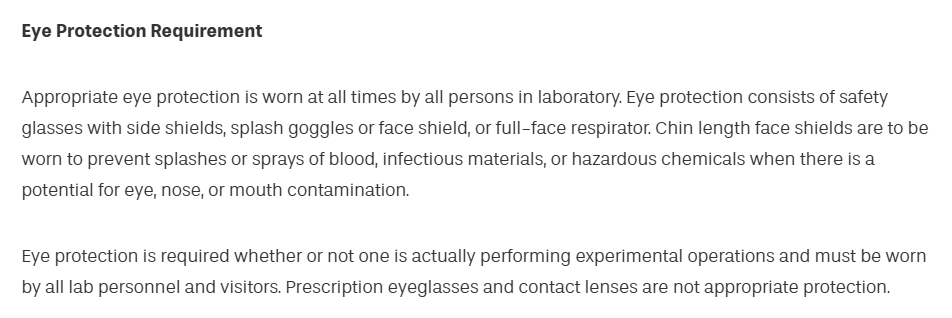 Eye Protection Requirement
Appropriate eye protection is worn at all times by all persons in laboratory. Eye protection consists of safety
glasses with side shields, splash goggles or face shield, or full-face respirator. Chin length face shields are to be
worn to prevent splashes or sprays of blood, infectious materials, or hazardous chemicals when there is a
potential for eye, nose, or mouth contamination.
Eye protection is required whether or not one is actually performing experimental operations and must be worn
by all lab personnel and visitors. Prescription eyeglasses and contact lenses are not appropriate protection.